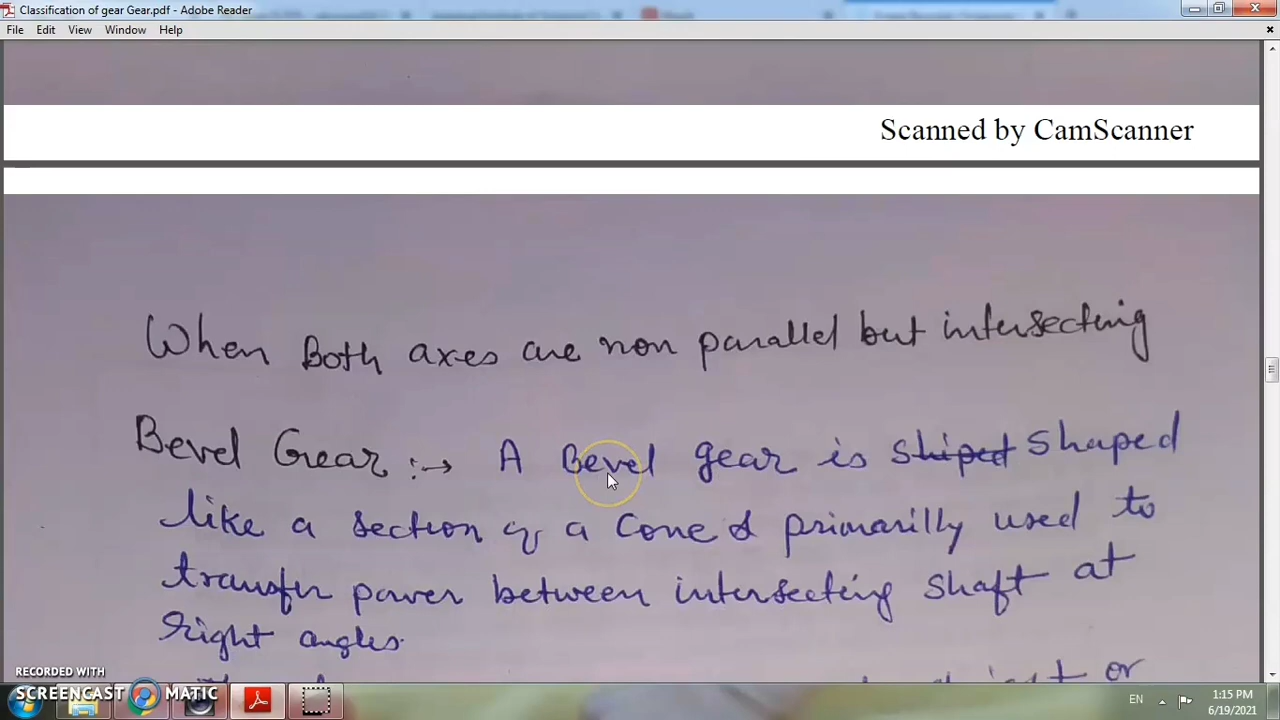 Classification of gear Gear.pdf - Adobe Reader
File Edit View Window Help
Scanned by CamScanner
When Both axes are non parallel but intersecting
Bevel Gear :→ A Bevel gear is shiped shaped
like a section of a Cone & primarilly used to
transfer power between intersecting shaft at
right angles.
or
RECORDED WITH
SCREENCAST MATIC
EN
1:15 PM
6/19/2021